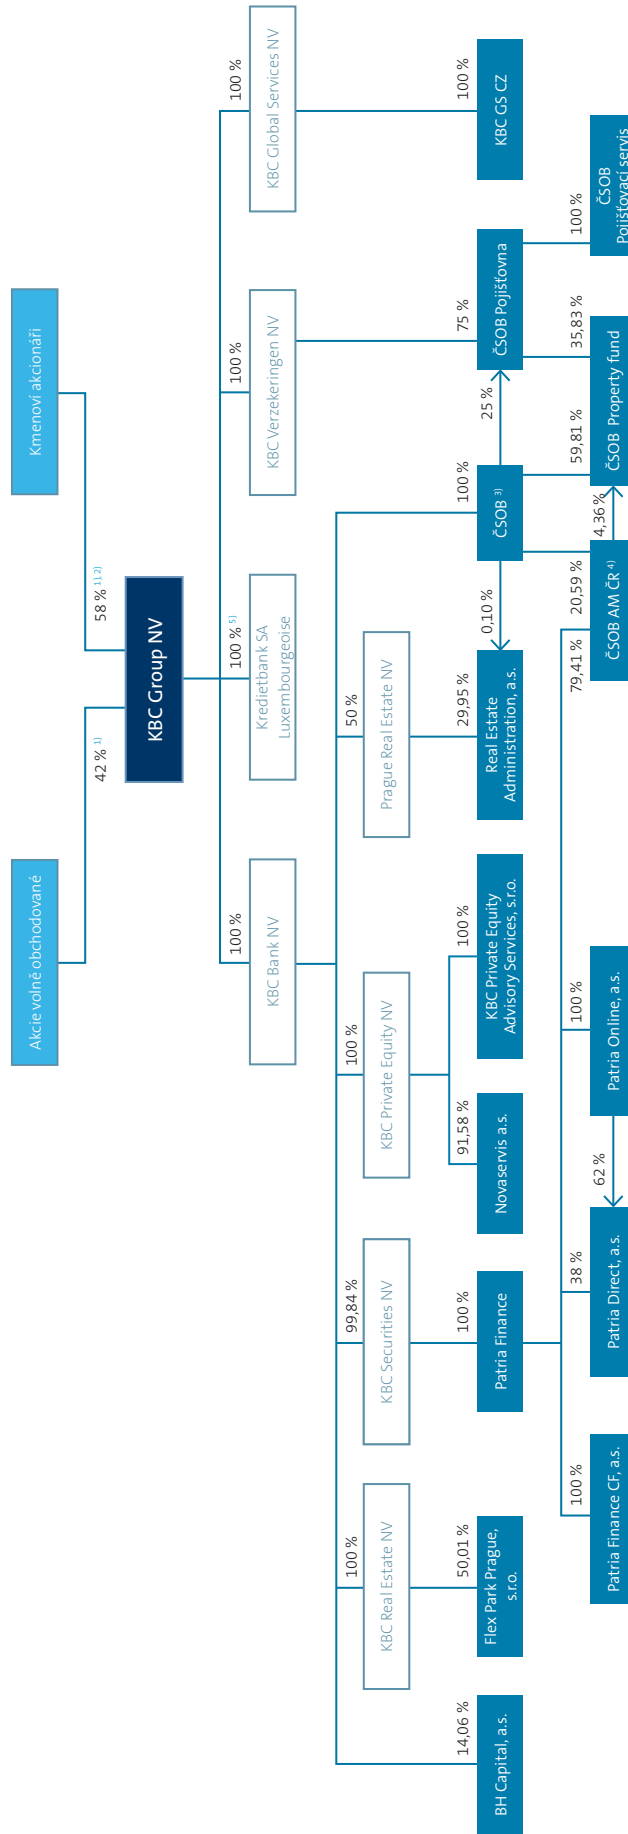 Akcie volně obchodované
Kmenoví akcionáři
42 % 1)
58 % 1), 2)
KBC Group NV
100 %
100 % 5)
100 %
100 %
KBC Bank NV
Kredietbank SA
Luxembourgeoise
KBC Verzekeringen NV
KBC Global Services NV
100 %
99,84 %
100 %
50 %
100 %
75 %
100 %
KBC Real Estate NV
KBC Securities NV
KBC Private Equity NV
Prague Real Estate NV
14,06 %
50,01 %
100 %
91,58 %
100 %
29,95 %
BH Capital, a.s.
Flex Park Prague,
s.r.o.
Patria Finance
Novaservis a.s.
KBC Private Equity
Advisory Services, s.r.o.
Real Estate
Administration, a.s.
0,10 %
ČSOB 3)
25 %
ČSOB Pojišťovna
KBC GS CZ
100 %
38 %
100 %
79,41 %
20,59 %
59,81 %
35,83 %
100 %
Patria Finance CF, a.s.
Patria Direct, a.s.
62 %
Patria Online, a.s.
ČSOB AM ČR 4)
4,36 %
ČSOB Property fund
ČSOB
Pojišťovací servis